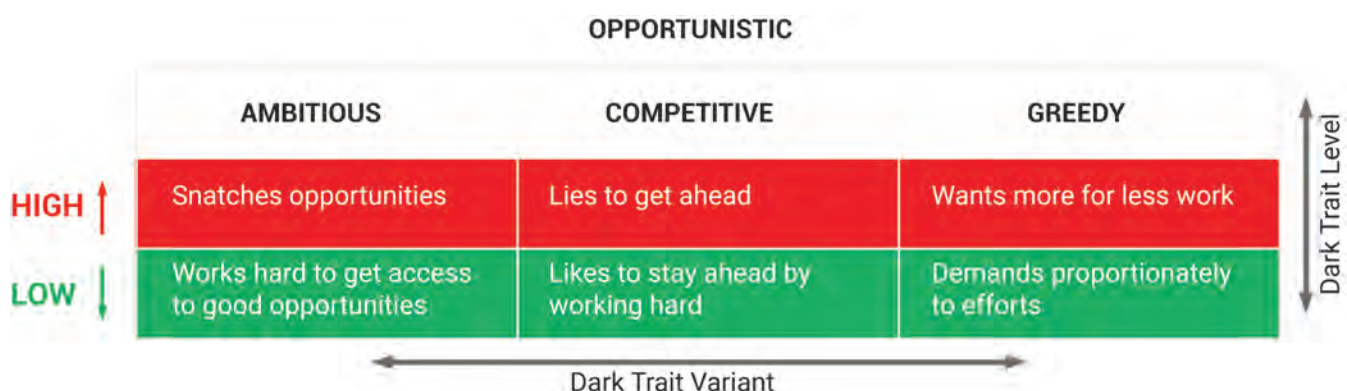 OPPORTUNISTIC
AMBITIOUS COMPETITIVE GREEDY
HIGH
Snatches opportunities
Lies to get ahead
Wants more for less work
LOW
Works hard to get access
to good opportunities
Likes to stay ahead by
working hard
Demands proportionately
to efforts
Dark Trait Level
Dark Trait Variant